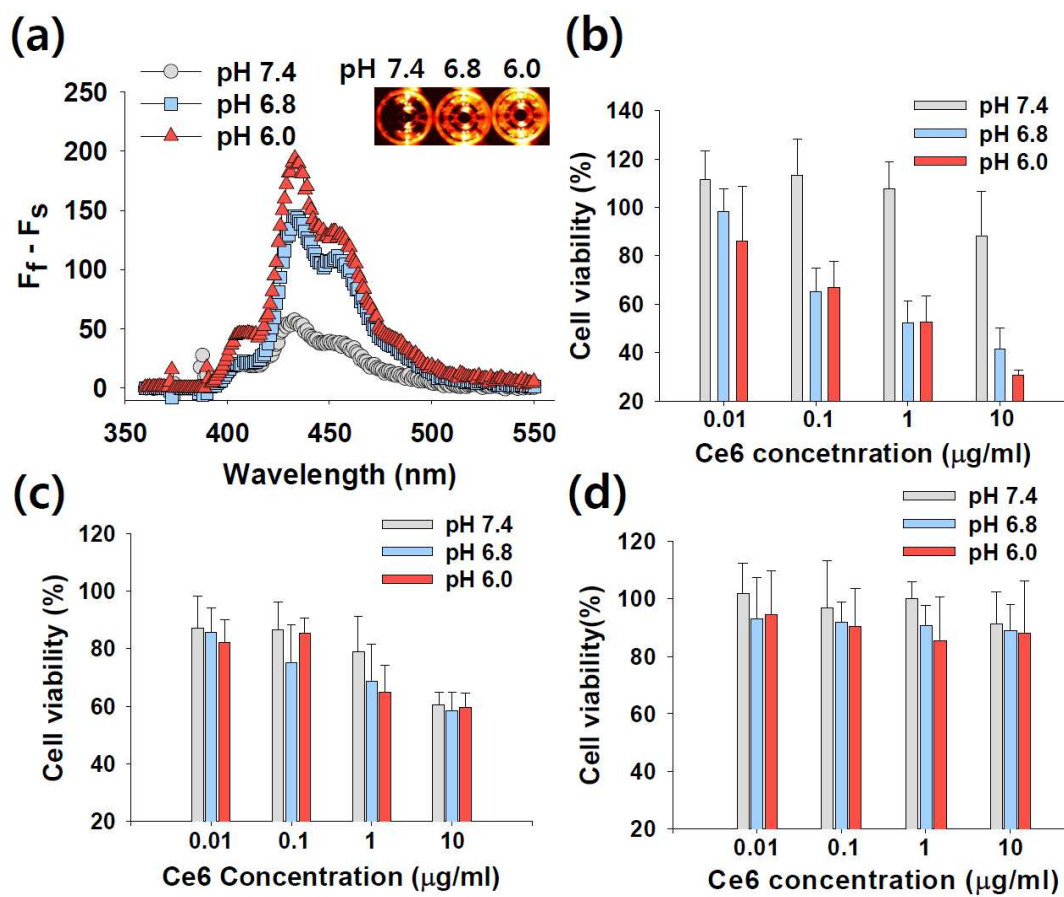 (a)
pH 7.4
pH 6.8
pH 6.0
pH 7.4 6.8 6.0
250
200
150
100
50
0
Ff - Fs
350 400 450 500 550
Wavelength (nm)
(b)
pH 7.4
pH 6.8
pH 6.0
140
120
100
80
60
40
20
Cell viability (%)
0.01 0.1 1 10
Ce6 concetnration (μg/ml)
(c)
pH 7.4
pH 6.8
pH 6.0
120
100
80
60
40
20
Cell viability (%)
0.01 0.1 1 10
Ce6 Concentration (μg/ml)
(d)
pH 7.4
pH 6.8
pH 6.0
120
100
80
60
40
20
Cell viability(%)
0.01 0.1 1 10
Ce6 concentration (μg/ml)